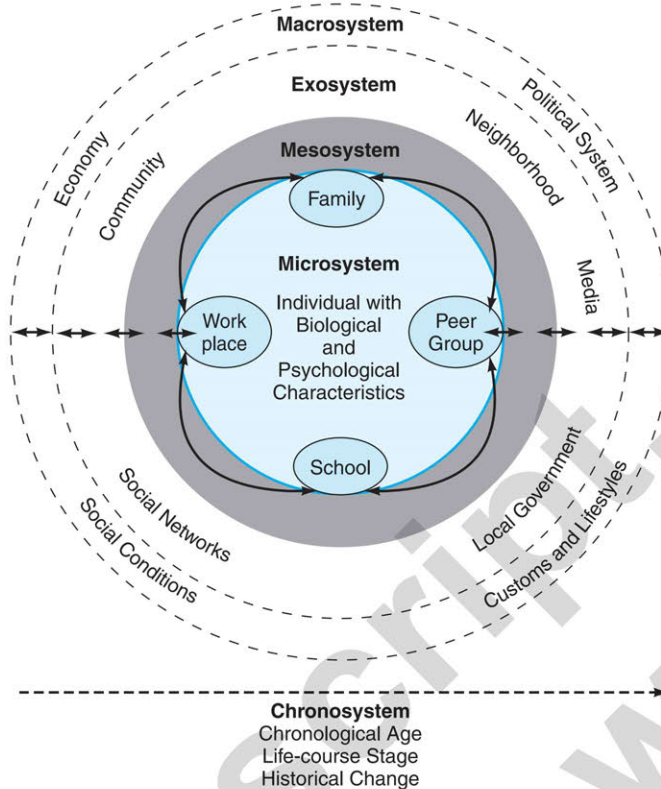 Macrosystem
Exosystem
Economy
Community
Neighborhood
Political System
Mesosystem
Family
Media
Microsystem
Individual with
Biological
and
Psychological
Characteristics
Work
place
Peer
Group
School
Social Networks
Social Conditions
Local Government
Customs and Lifestyles
Chronosystem
Chronological Age
Life-course Stage
Historical Change
script